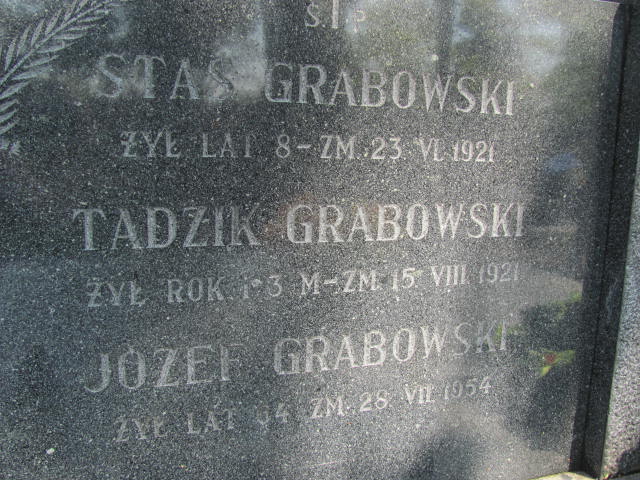 Ś.†P.
STAŚ GRABOWSKI
ŻYŁ LAT 8-ZM. 23 VI. 1921
TADZIK GRABOWSKI
ŻYŁ ROK 1·3 M-ZM. 15 VIII 1921
JÓZEF GRABOWSKI
ŻYŁ LAT 64 ZM. 28 VII 1954